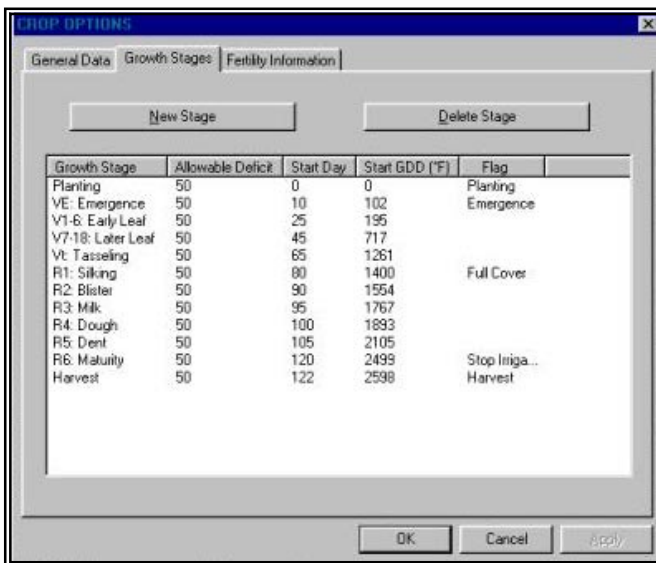 CROP OPTIONS
General Data Growth Stages Fertility Information
New Stage Delete Stage
Growth Stage Allowable Deficit Start Day Start GDD (°F) Flag
Planting 50 0 0 Planting
VE: Emergence 50 10 102 Emergence
V1-6: Early Leaf 50 25 195
V7-18: Later Leaf 50 45 717
Vt: Tasseling 50 65 1261
R1: Silking 50 80 1400 Full Cover
R2: Blister 50 90 1554
R3: Milk 50 95 1767
R4: Dough 50 100 1893
R5: Dent 50 105 2105
R6: Maturity 50 120 2499 Stop Irriga...
Harvest 50 122 2598 Harvest
OK Cancel Apply